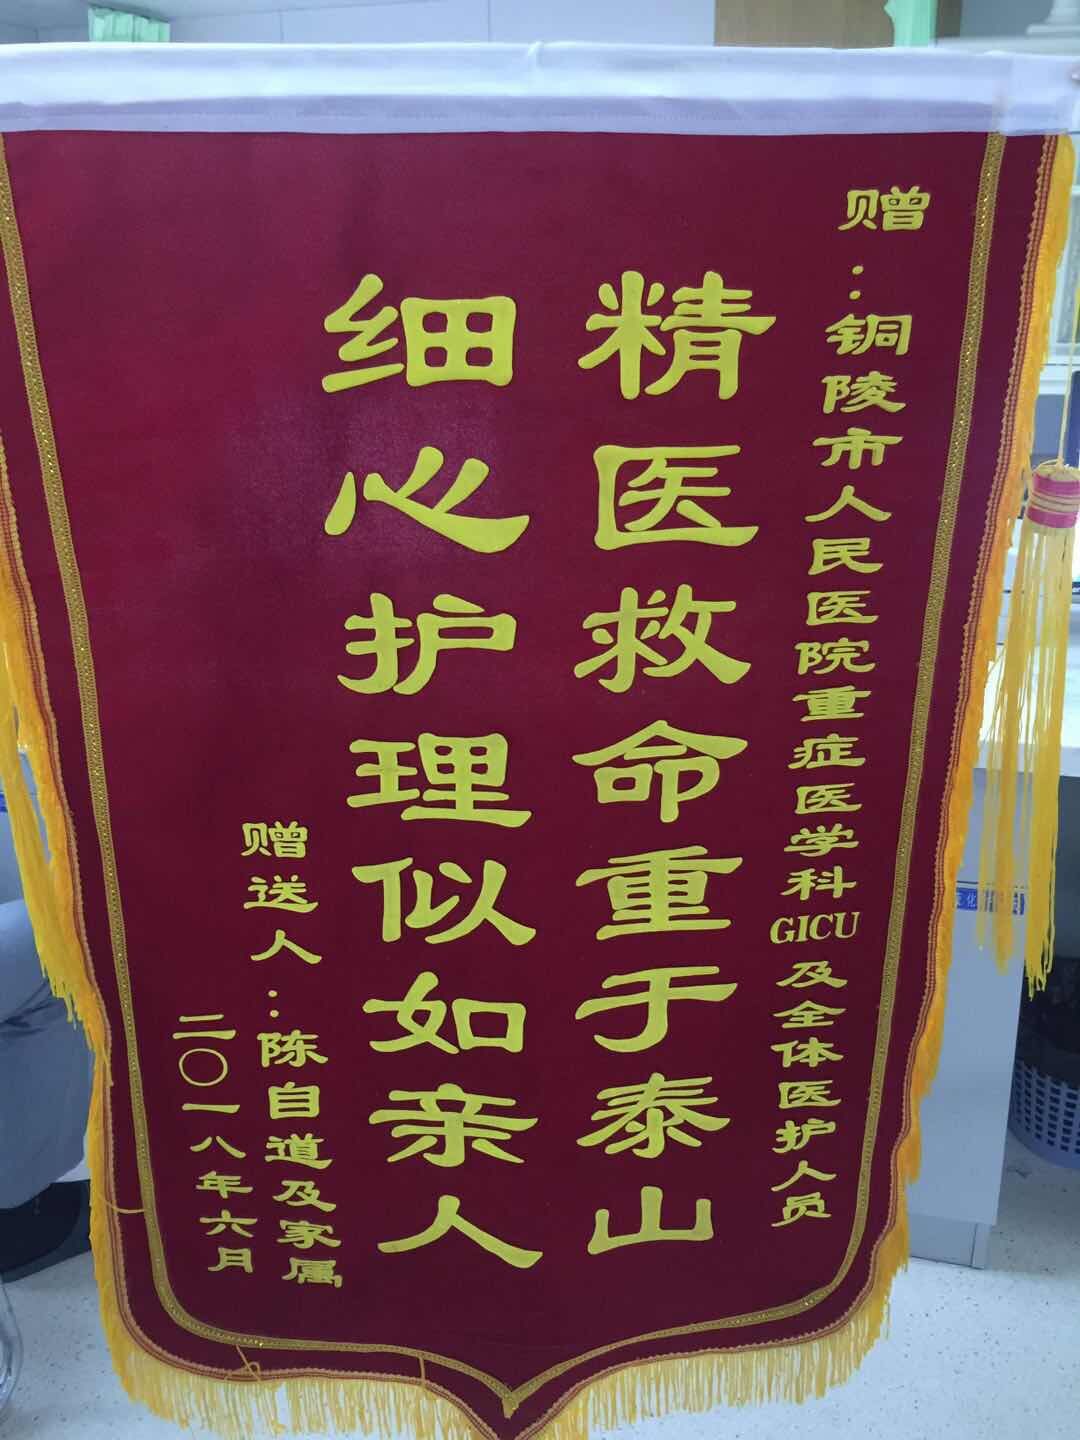 赠：铜陵市人民医院重症医学科GICU及全体医护人员
精医救命重于泰山
细心护理似如亲人
赠送人：陈自道及家属
二〇一八年六月